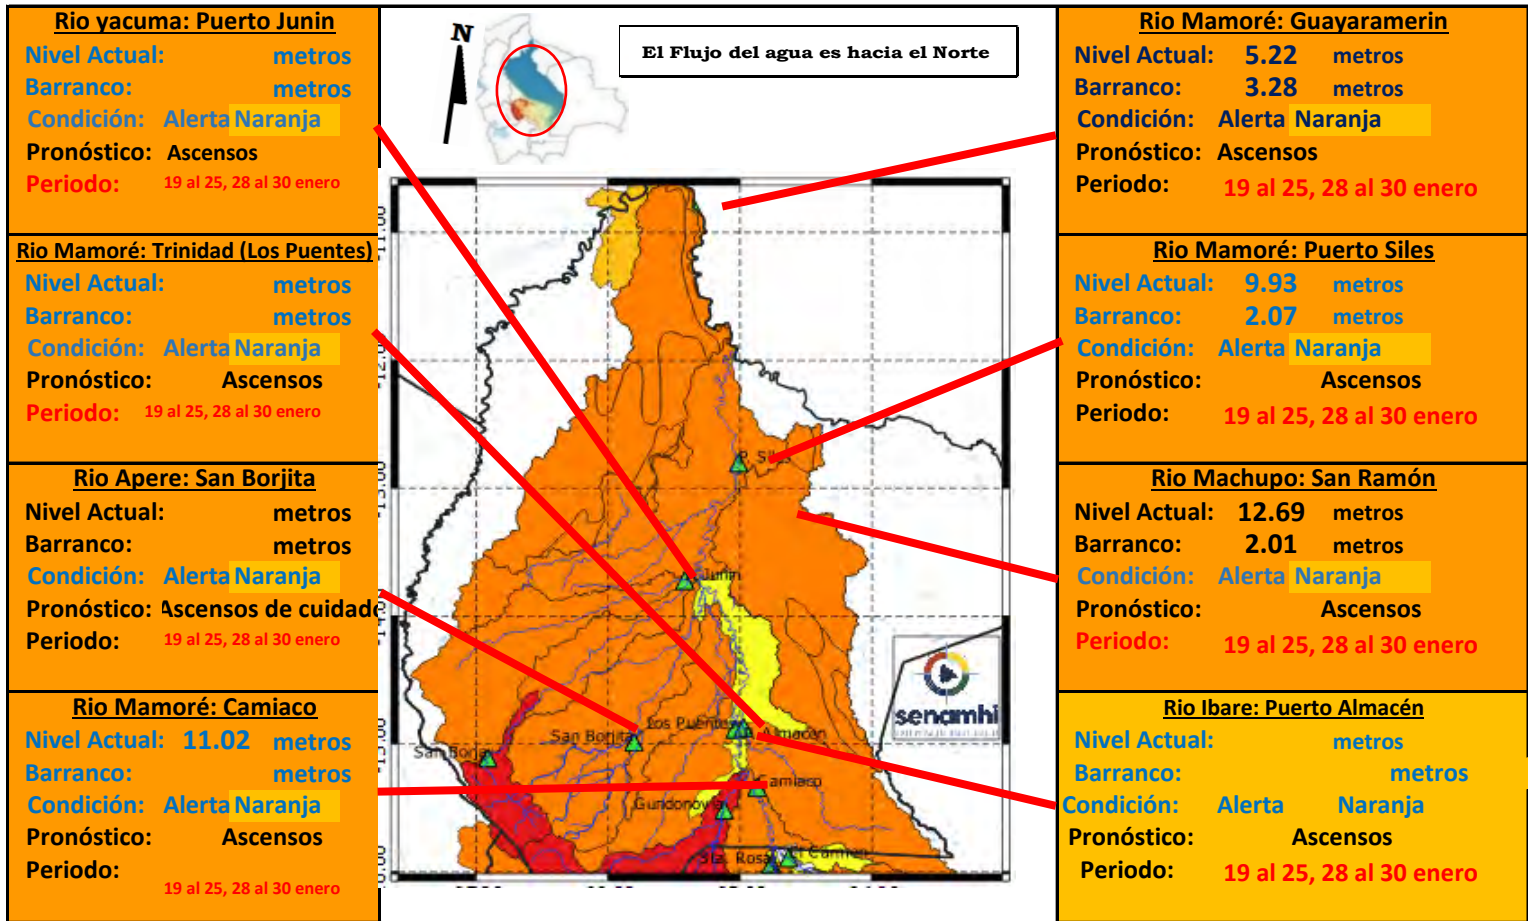 Rio yacuma: Puerto Junin
Nivel Actual: metros
Barranco: metros
Condición: Alerta Naranja
Pronóstico: Ascensos
Periodo: 19 al 25, 28 al 30 enero
Rio Mamoré: Trinidad (Los Puentes)
Nivel Actual: metros
Barranco: metros
Condición: Alerta Naranja
Pronóstico: Ascensos
Periodo: 19 al 25, 28 al 30 enero
Rio Apere: San Borjita
Nivel Actual: metros
Barranco: metros
Condición: Alerta Naranja
Pronóstico: Ascensos de cuidado
Periodo: 19 al 25, 28 al 30 enero
Rio Mamoré: Camiaco
Nivel Actual: 11.02 metros
Barranco: metros
Condición: Alerta Naranja
Pronóstico: Ascensos
Periodo:
19 al 25, 28 al 30 enero
N
El Flujo del agua es hacia el Norte
P. Siles
Junin
Los Puentes
Almacen
San Borjita
San Borja
Camiaco
Gundonovia
Sta. Rosa
El Carmen
senamhi
Rio Mamoré: Guayaramerin
Nivel Actual: 5.22 metros
Barranco: 3.28 metros
Condición: Alerta Naranja
Pronóstico: Ascensos
Periodo: 19 al 25, 28 al 30 enero
Rio Mamoré: Puerto Siles
Nivel Actual: 9.93 metros
Barranco: 2.07 metros
Condición: Alerta Naranja
Pronóstico: Ascensos
Periodo: 19 al 25, 28 al 30 enero
Rio Machupo: San Ramón
Nivel Actual: 12.69 metros
Barranco: 2.01 metros
Condición: Alerta Naranja
Pronóstico: Ascensos
Periodo: 19 al 25, 28 al 30 enero
Rio Ibare: Puerto Almacén
Nivel Actual: metros
Barranco: metros
Condición: Alerta Naranja
Pronóstico: Ascensos
Periodo: 19 al 25, 28 al 30 enero